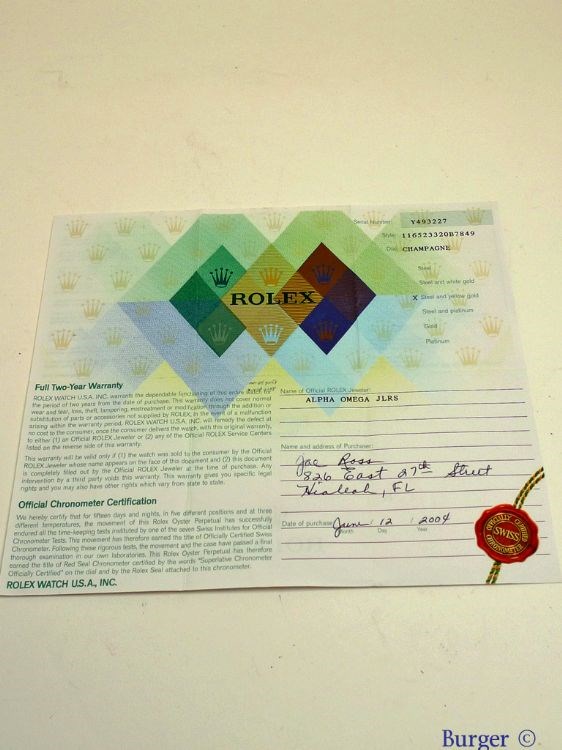 Serial Number: Y493227
Style: 116523320B7849
Dial: CHAMPAGNE
Steel
Steel and white gold
X Steel and yellow gold
Steel and platinum
Gold
Platinum
ROLEX
Full Two-Year Warranty
ROLEX WATCH U.S.A. INC. warrants the dependable functioning of this entire watch for
the period of two years from the date of purchase. This warranty does not cover normal
wear and tear, loss, theft, tampering, mistreatment or modification through the addition or
substitution of parts or accessories not supplied by ROLEX. In the event of a malfunction
arising within the warranty period, ROLEX WATCH U.S.A. INC. will remedy the defect at
no cost to the consumer, once the consumer delivers the watch, with this original warranty,
to either (1) an Official ROLEX Jeweler or (2) any of the Official ROLEX Service Centers
listed on the reverse side of this warranty.
This warranty will be valid only if (1) the watch was sold to the consumer by the Official
ROLEX Jeweler whose name appears on the face of this document and (2) this document
is completely filled out by the Official ROLEX Jeweler at the time of purchase. Any
intervention by a third party voids this warranty. This warranty gives you specific legal
rights and you may also have other rights which vary from state to state.
Official Chronometer Certification
We hereby certify that for fifteen days and nights, in five different positions and at three
different temperatures, the movement of this Rolex Oyster Perpetual has successfully
endured all the time-keeping tests instituted by one of the seven Swiss Institutes for Official
Chronometer Tests. This movement has therefore earned the title of Officially Certified Swiss
Chronometer. Following these rigorous tests, the movement and the case have passed a final
thorough examination in our own laboratories. This Rolex Oyster Perpetual has therefore
earned the title of Red Seal Chronometer certified by the words "Superlative Chronometer
Officially Certified" on the dial and by the Rolex Seal attached to this chronometer.
ROLEX WATCH U.S.A., INC.
Name of Official ROLEX Jeweler:
ALPHA OMEGA JLRS
Name and address of Purchaser:
Jac Ross
826 East 27th Street
Hialeah, FL
Date of purchase: June / 12 / 2004
Month Day Year
OFFICIALLY CERTIFIED
SWISS
CHRONOMETER
Burger ©